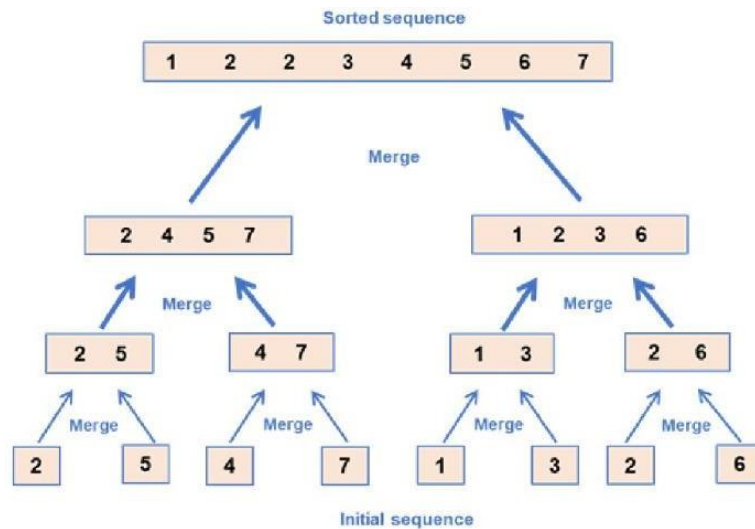 Sorted sequence
1 2 2 3 4 5 6 7
Merge
2 4 5 7
1 2 3 6
Merge
Merge
2 5
4 7
1 3
2 6
Merge
Merge
Merge
Merge
2
5
4
7
1
3
2
6
Initial sequence